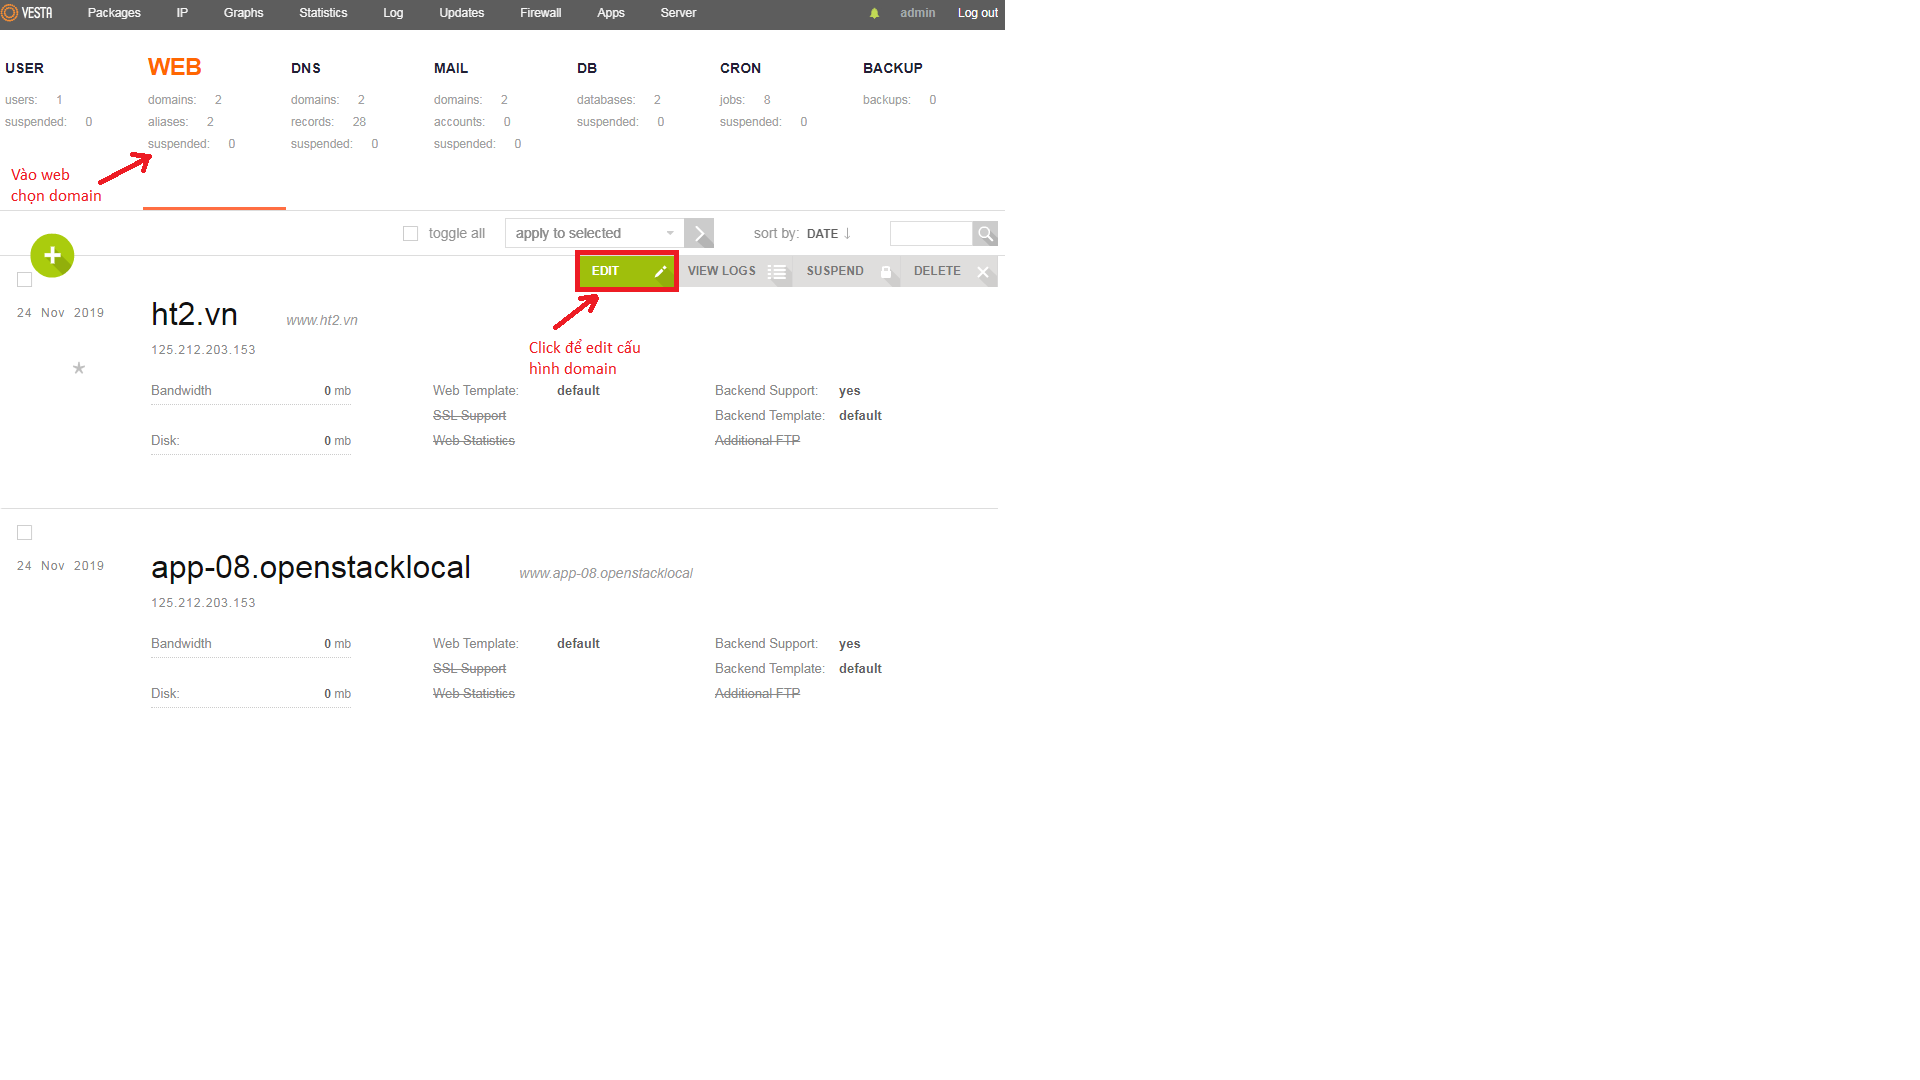 VESTA Packages IP Graphs Statistics Log Updates Firewall Apps Server admin Log out
USER WEB DNS MAIL DB CRON BACKUP
users: 1 domains: 2 domains: 2 domains: 2 databases: 2 jobs: 8 backups: 0
suspended: 0 aliases: 2 records: 28 accounts: 0 suspended: 0 suspended: 0
suspended: 0 suspended: 0 suspended: 0
Vào web
chọn domain
toggle all apply to selected sort by: DATE ↓
EDIT VIEW LOGS SUSPEND DELETE
24 Nov 2019 ht2.vn www.ht2.vn
125.212.203.153
Click để edit cấu
hình domain
Bandwidth 0 mb Web Template: default Backend Support: yes
SSL Support Backend Template: default
Disk: 0 mb Web Statistics Additional FTP
24 Nov 2019 app-08.openstacklocal www.app-08.openstacklocal
125.212.203.153
Bandwidth 0 mb Web Template: default Backend Support: yes
SSL Support Backend Template: default
Disk: 0 mb Web Statistics Additional FTP